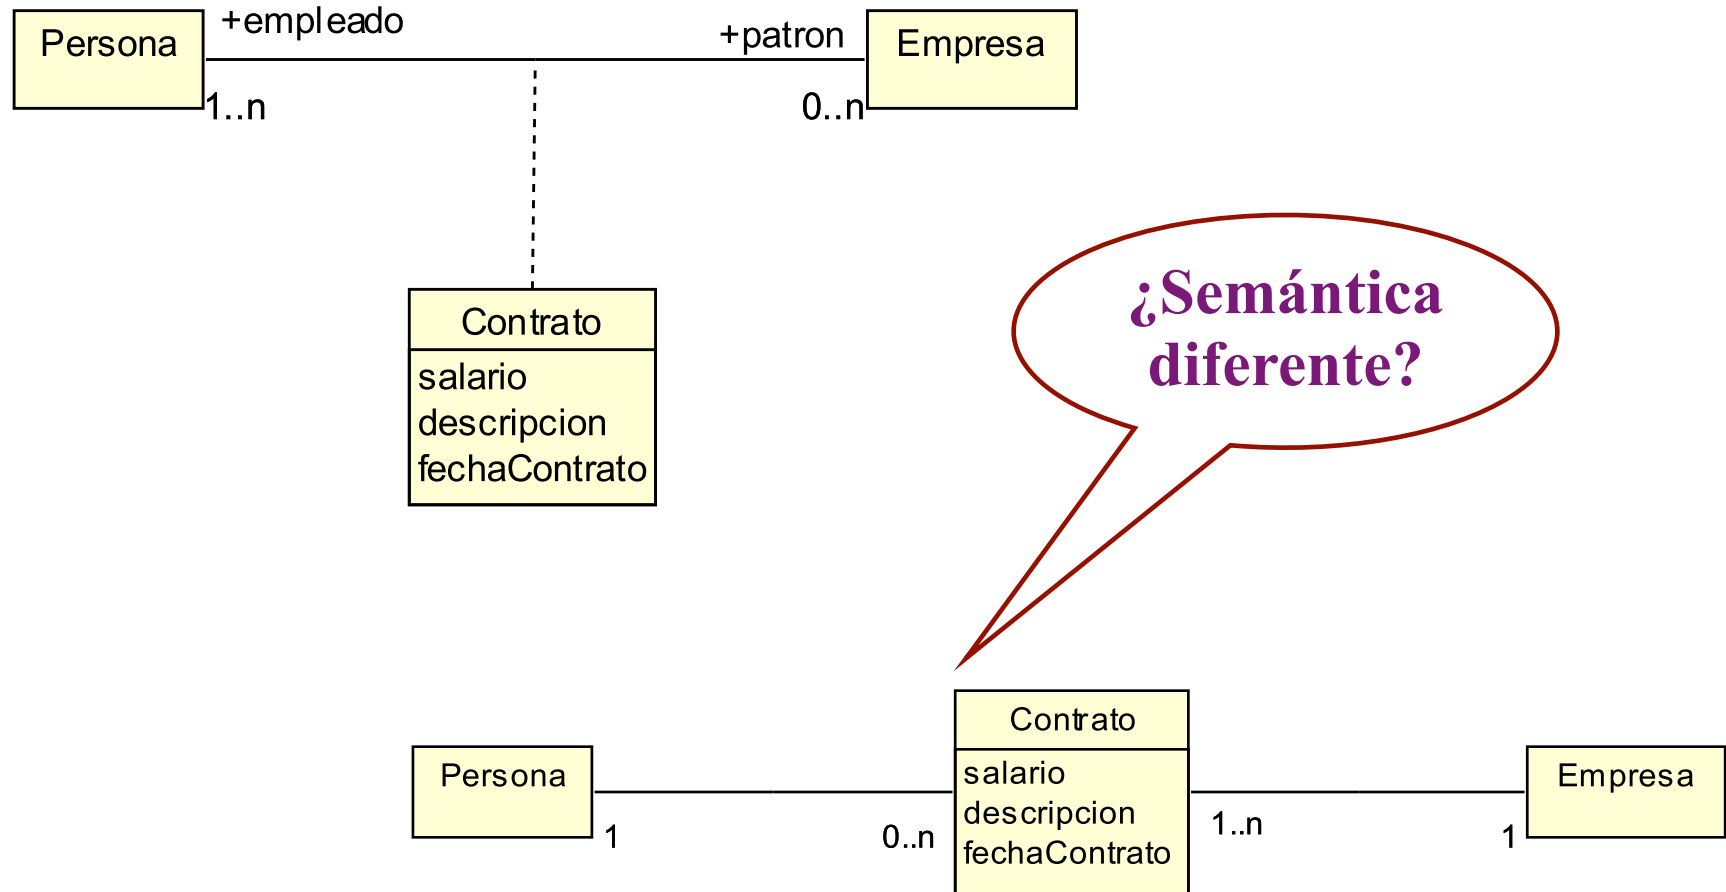 +empleado
Persona
+patron
Empresa
1..n
0..n
¿Semántica
diferente?
Contrato
salario
descripcion
fechaContrato
Contrato
Persona
Empresa
salario
descripcion
fechaContrato
1
0..n
1..n
1